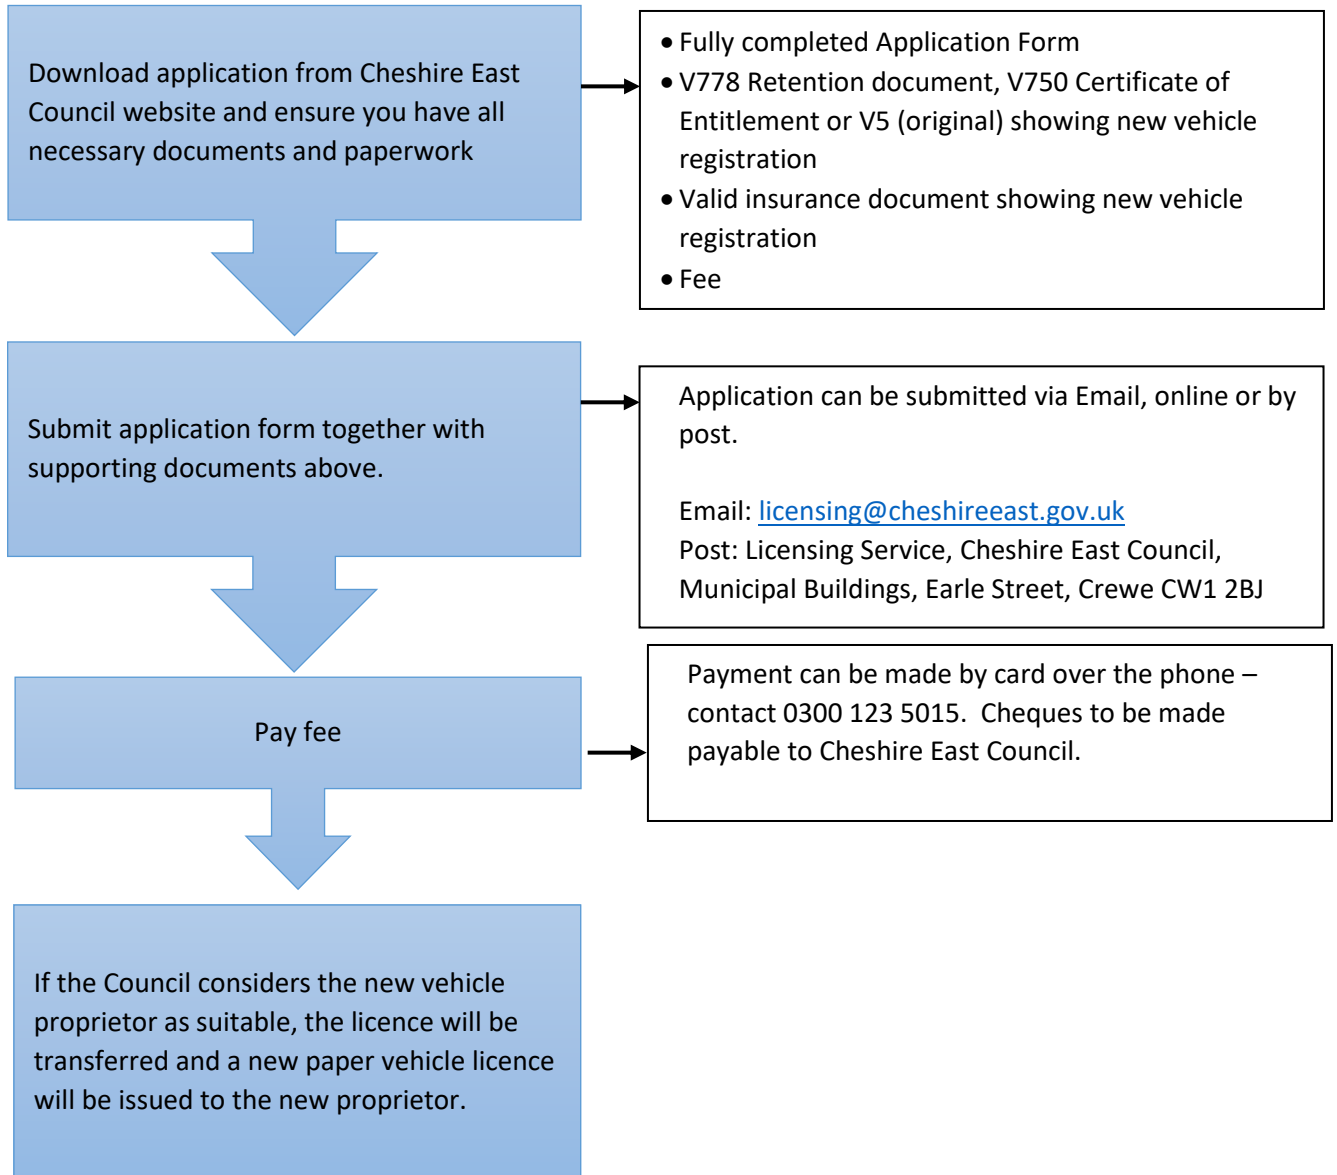 Download application from Cheshire East
Council website and ensure you have all
necessary documents and paperwork
• Fully completed Application Form
• V778 Retention document, V750 Certificate of
Entitlement or V5 (original) showing new vehicle
registration
• Valid insurance document showing new vehicle
registration
• Fee
Submit application form together with
supporting documents above.
Application can be submitted via Email, online or by
post.
Email: licensing@cheshireeast.gov.uk
Post: Licensing Service, Cheshire East Council,
Municipal Buildings, Earle Street, Crewe CW1 2BJ
Pay fee
Payment can be made by card over the phone –
contact 0300 123 5015.  Cheques to be made
payable to Cheshire East Council.
If the Council considers the new vehicle
proprietor as suitable, the licence will be
transferred and a new paper vehicle licence
will be issued to the new proprietor.